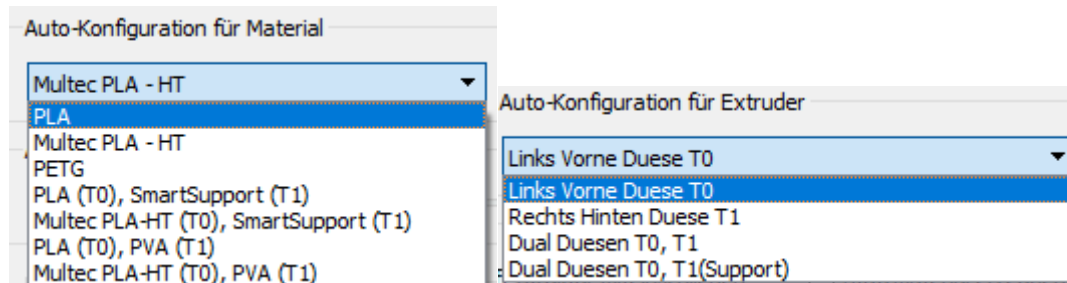 Auto-Konfiguration für Material
Multec PLA - HT
PLA
Multec PLA - HT
PETG
PLA (T0), SmartSupport (T1)
Multec PLA-HT (T0), SmartSupport (T1)
PLA (T0), PVA (T1)
Multec PLA-HT (T0), PVA (T1)
Auto-Konfiguration für Extruder
Links Vorne Duese T0
Links Vorne Duese T0
Rechts Hinten Duese T1
Dual Duesen T0, T1
Dual Duesen T0, T1(Support)